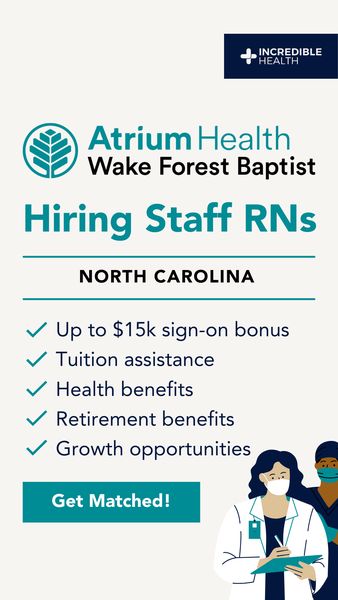 INCREDIBLE
HEALTH
Atrium Health
Wake Forest Baptist
Hiring Staff RNs
NORTH CAROLINA
Up to $15k sign-on bonus
Tuition assistance
Health benefits
Retirement benefits
Growth opportunities
Get Matched!